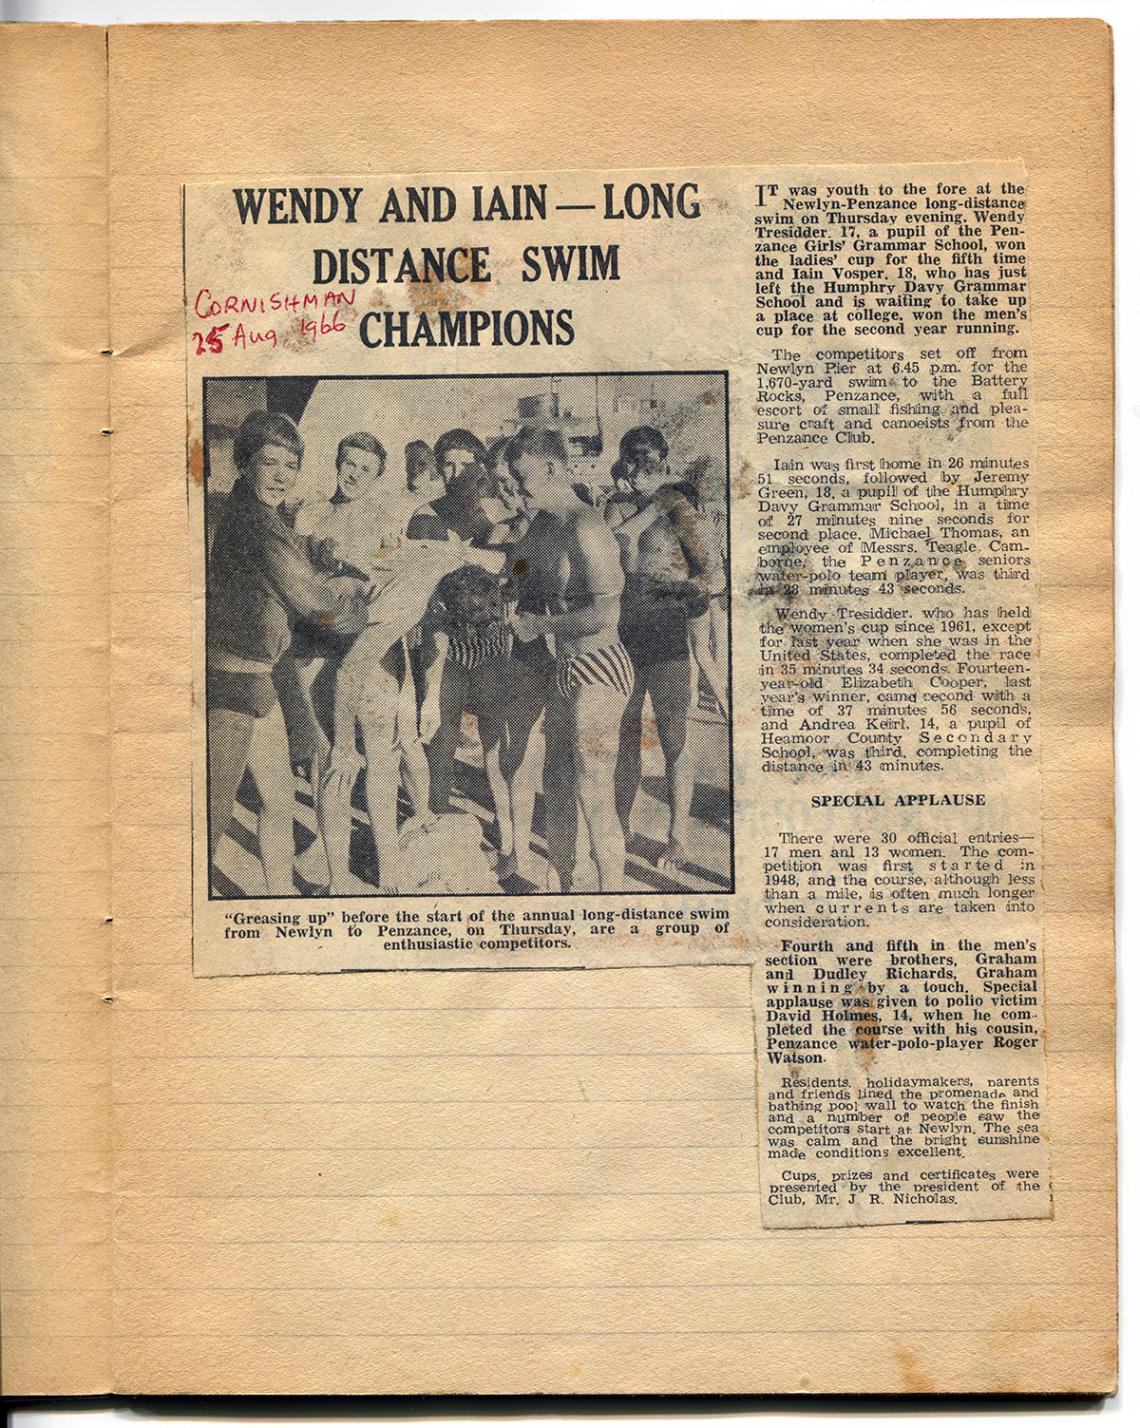 WENDY AND IAIN — LONG
DISTANCE SWIM
CHAMPIONS
CORNISHMAN
25 Aug 1966
"Greasing up" before the start of the annual long-distance swim
from Newlyn to Penzance, on Thursday, are a group of
enthusiastic competitors.
IT was youth to the fore at the
Newlyn-Penzance long-distance
swim on Thursday evening. Wendy
Tresidder, 17, a pupil of the Pen-
zance Girls' Grammar School, won
the ladies' cup for the fifth time
and Iain Vosper, 18, who has just
left the Humphry Davy Grammar
School and is waiting to take up
a place at college, won the men's
cup for the second year running.
The competitors set off from
Newlyn Pier at 6.45 p.m. for the
1,670-yard swim to the Battery
Rocks, Penzance, with a full
escort of small fishing and plea-
sure craft and canoeists from the
Penzance Club.
Iain was first home in 26 minutes
51 seconds, followed by Jeremy
Green, 18, a pupil of the Humphry
Davy Grammar School, in a time
of 27 minutes nine seconds for
second place. Michael Thomas, an
employee of Messrs. Teagle, Cam-
borne, the Penzance seniors
water-polo team player, was third
in 28 minutes 43 seconds.
Wendy Tresidder, who has held
the women's cup since 1961, except
for last year when she was in the
United States, completed the race
in 35 minutes 34 seconds. Fourteen-
year-old Elizabeth Cooper, last
year's winner, came second with a
time of 37 minutes 56 seconds,
and Andrea Keirl, 14, a pupil of
Heamoor County Secondary
School, was third, completing the
distance in 43 minutes.
SPECIAL APPLAUSE
There were 30 official entries—
17 men anl 13 women. The com-
petition was first started in
1948, and the course, although less
than a mile, is often much longer
when currents are taken into
consideration.
Fourth and fifth in the men's
section were brothers, Graham
and Dudley Richards, Graham
winning by a touch. Special
applause was given to polio victim
David Holmes, 14, when he com-
pleted the course with his cousin,
Penzance water-polo-player Roger
Watson.
Residents, holidaymakers, parents
and friends lined the promenade and
bathing pool wall to watch the finish
and a number of people saw the
competitors start at Newlyn. The sea
was calm and the bright sunshine
made conditions excellent.
Cups, prizes and certificates were
presented by the president of the
Club, Mr. J. R. Nicholas.